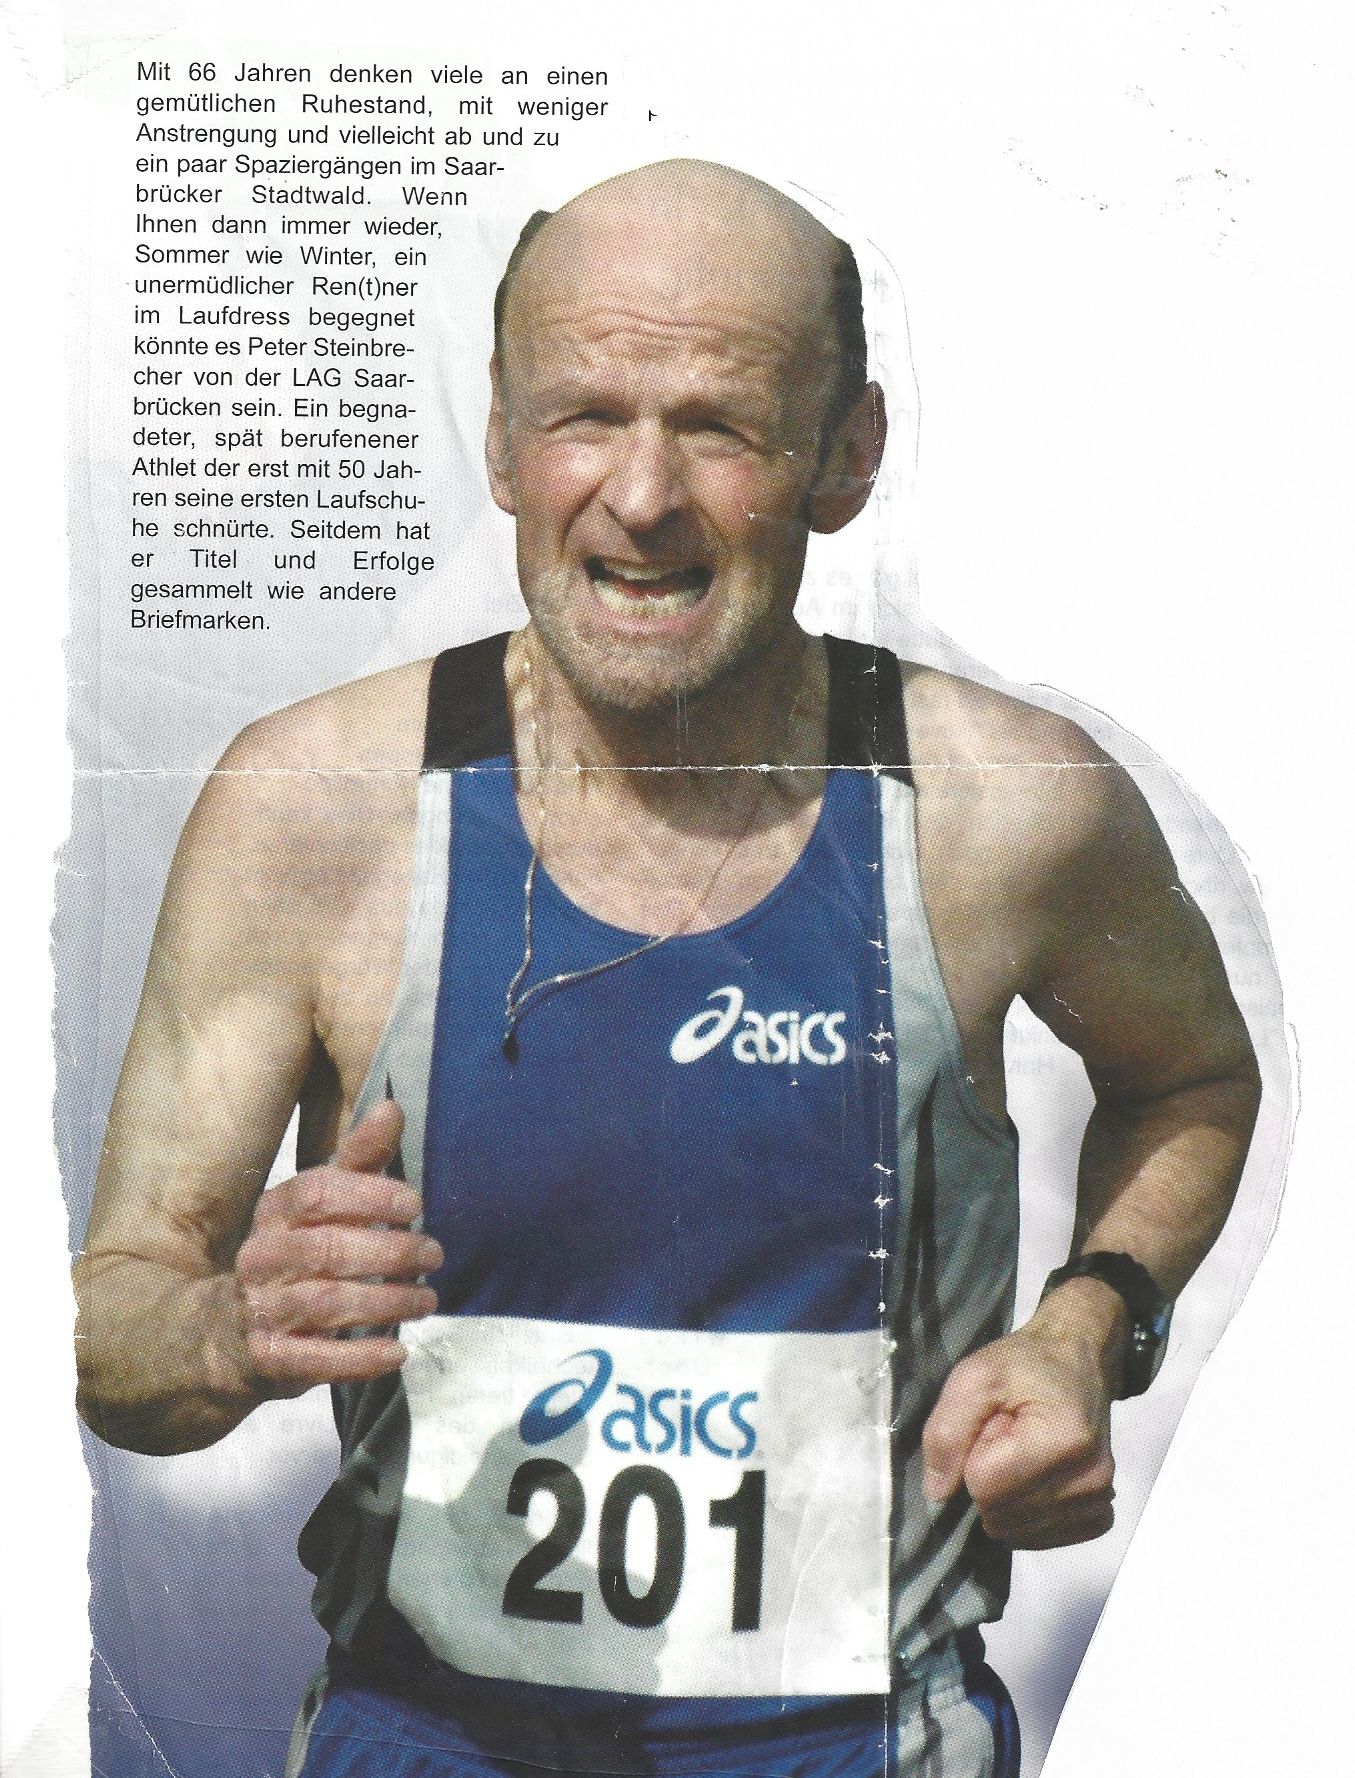 Mit 66 Jahren denken viele an einen
gemütlichen Ruhestand, mit weniger
Anstrengung und vielleicht ab und zu
ein paar Spaziergängen im Saar-
brücker Stadtwald. Wenn
Ihnen dann immer wieder,
Sommer wie Winter, ein
unermüdlicher Ren(t)ner
im Laufdress begegnet
könnte es Peter Steinbre-
cher von der LAG Saar-
brücken sein. Ein begna-
deter, spät berufenener
Athlet der erst mit 50 Jah-
ren seine ersten Laufschu-
he schnürte. Seitdem hat
er Titel und Erfolge
gesammelt wie andere
Briefmarken.
asics
asics
201